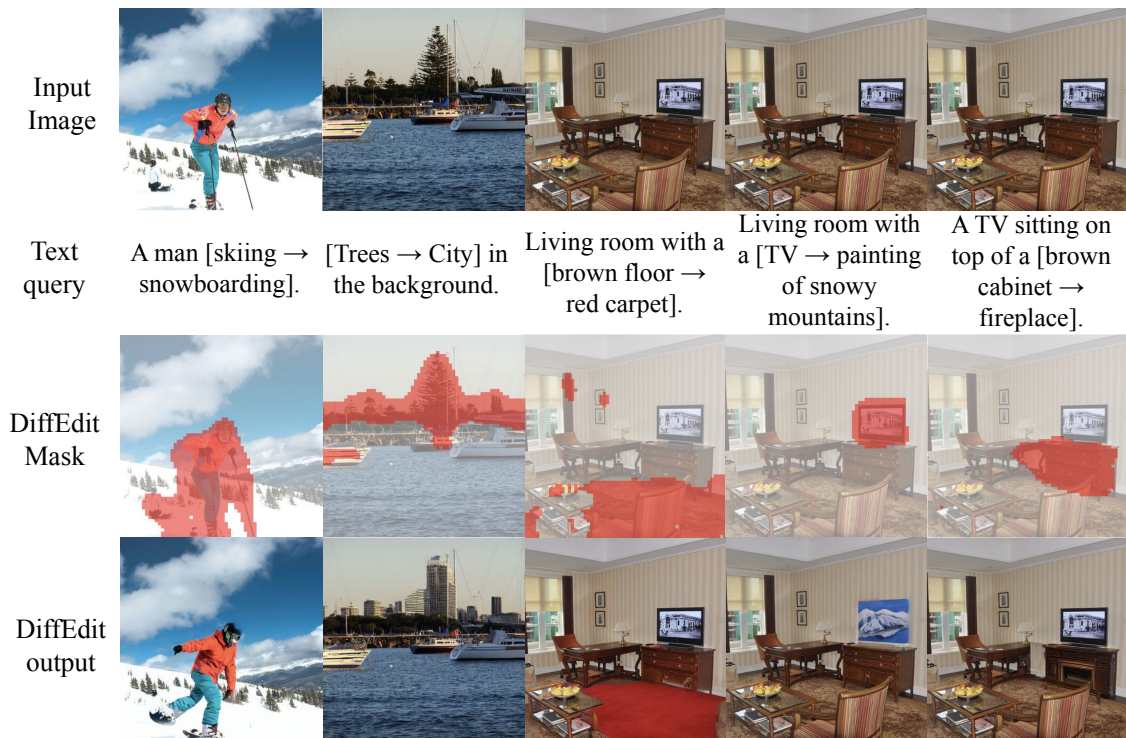 Input
Image
Text
query
A man [skiing →
snowboarding].
[Trees → City] in
the background.
Living room with a
[brown floor →
red carpet].
Living room with
a [TV → painting
of snowy
mountains].
A TV sitting on
top of a [brown
cabinet →
fireplace].
DiffEdit
Mask
DiffEdit
output